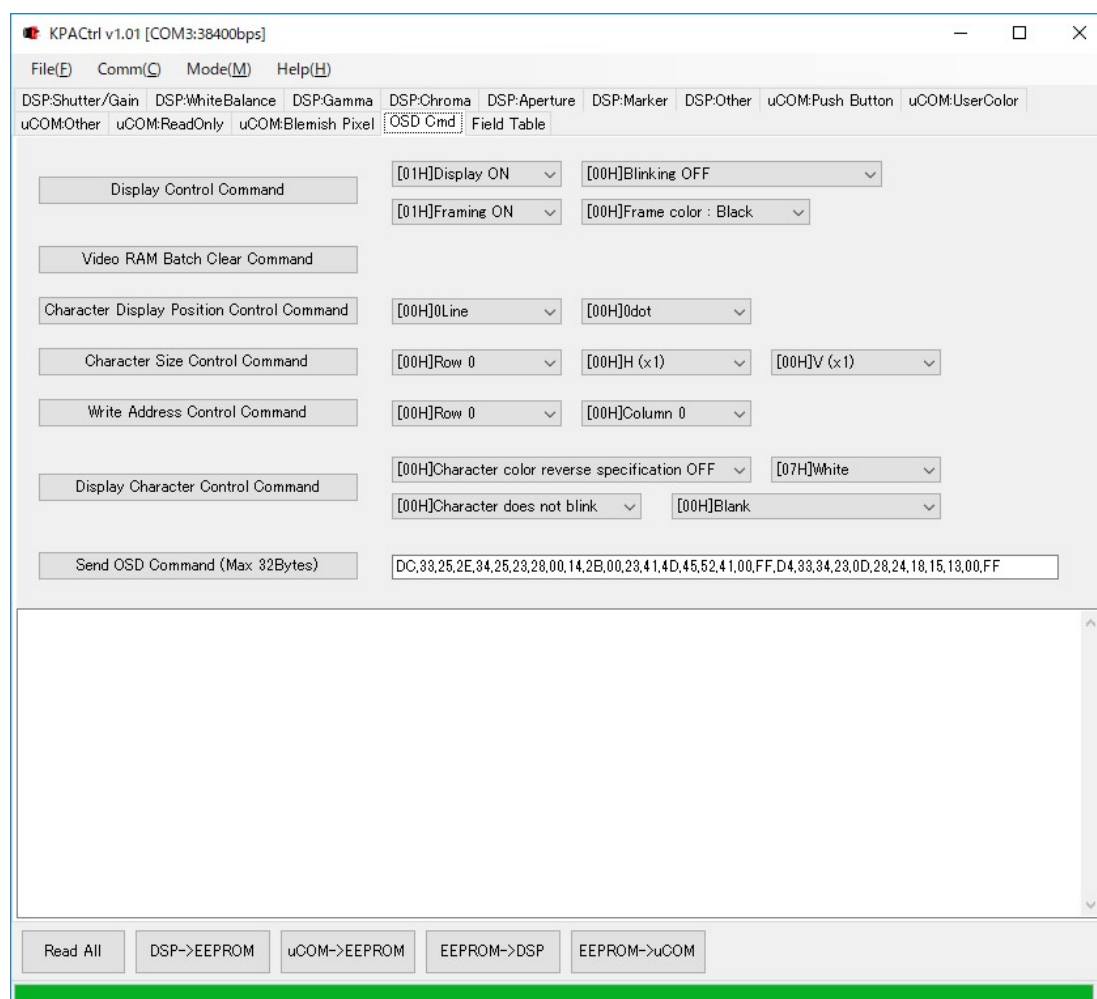 KPACtrl v1.01 [COM3:38400bps]
File(F) Comm(C) Mode(M) Help(H)
DSP:Shutter/Gain DSP:WhiteBalance DSP:Gamma DSP:Chroma DSP:Aperture DSP:Marker DSP:Other uCOM:Push Button uCOM:UserColor
uCOM:Other uCOM:ReadOnly uCOM:Blemish Pixel OSD Cmd Field Table
Display Control Command
[01H]Display ON [00H]Blinking OFF
[01H]Framing ON [00H]Frame color : Black
Video RAM Batch Clear Command
Character Display Position Control Command [00H]0Line [00H]0dot
Character Size Control Command [00H]Row 0 [00H]H (x1) [00H]V (x1)
Write Address Control Command [00H]Row 0 [00H]Column 0
Display Character Control Command
[00H]Character color reverse specification OFF [07H]White
[00H]Character does not blink [00H]Blank
Send OSD Command (Max 32Bytes) DC,33,25,2E,34,25,23,28,00,14,2B,00,23,41,4D,45,52,41,00,FF,D4,33,34,23,0D,28,24,18,15,13,00,FF
Read All DSP->EEPROM uCOM->EEPROM EEPROM->DSP EEPROM->uCOM